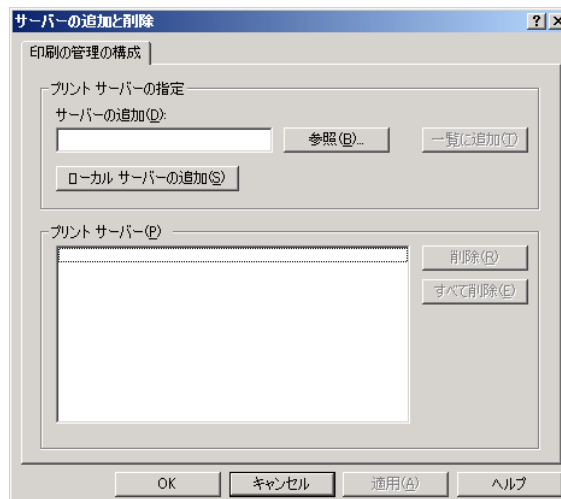 サーバーの追加と削除
印刷の管理の構成
プリント サーバーの指定
サーバーの追加(D):
参照(B)...
一覧に追加(T)
ローカル サーバーの追加(S)
プリント サーバー(P)
削除(R)
すべて削除(E)
OK
キャンセル
適用(A)
ヘルプ